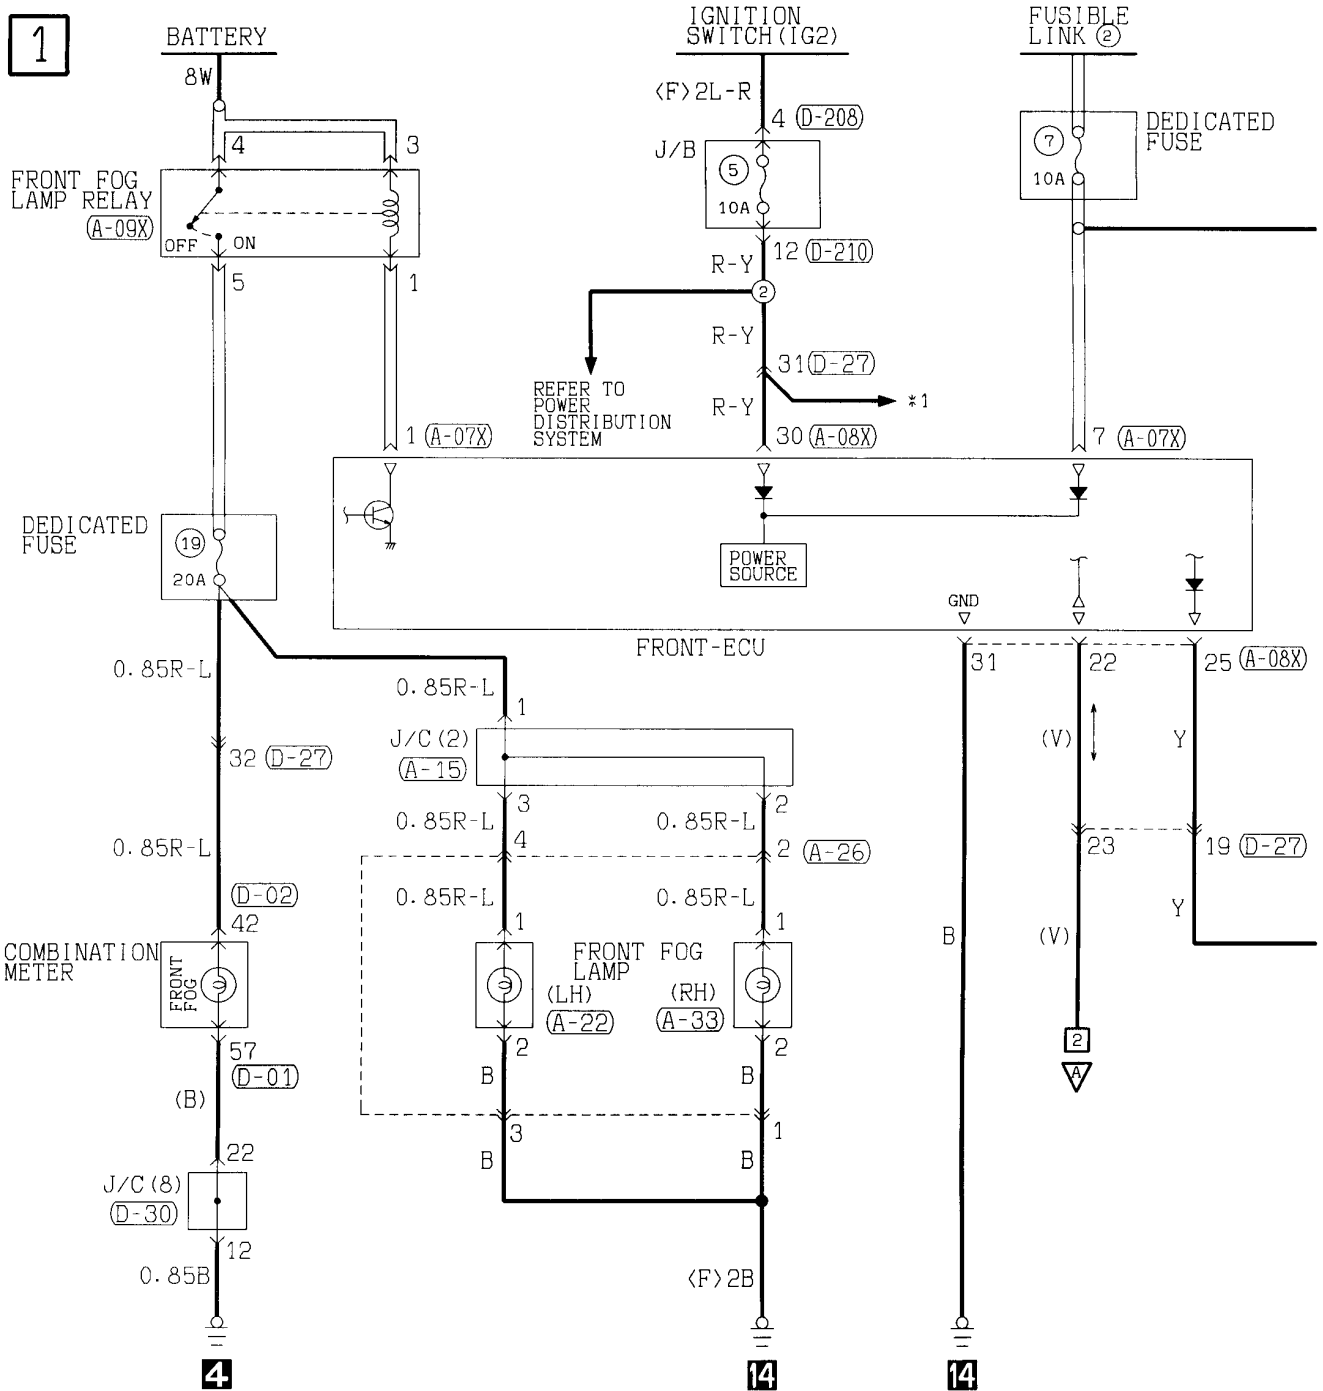 1
BATTERY
IGNITION
SWITCH(IG2)
FUSIBLE
LINK ②
8W
<F>2L-R
4 D-208
J/B
5
10A
7
10A
DEDICATED
FUSE
4
3
FRONT FOG
LAMP RELAY
A-09X
OFF
ON
5
1
12 D-210
R-Y
2
R-Y
31 D-27
*1
R-Y
REFER TO
POWER
DISTRIBUTION
SYSTEM
1 A-07X
30 A-08X
7 A-07X
DEDICATED
FUSE
19
20A
POWER
SOURCE
GND
FRONT-ECU
31
22
25 A-08X
0.85R-L
0.85R-L
1
J/C(2)
A-15
(V)
Y
32 D-27
3
2
0.85R-L
0.85R-L
0.85R-L
4
2 A-26
23
19 D-27
0.85R-L
0.85R-L
D-02
42
1
1
B
(V)
Y
COMBINATION
METER
FRONT
FOG
FRONT FOG
LAMP
(LH)
A-22
(RH)
A-33
57
D-01
2
2
2
A
(B)
B
B
3
1
22
B
B
J/C(8)
D-30
12
0.85B
<F>2B
4
14
14